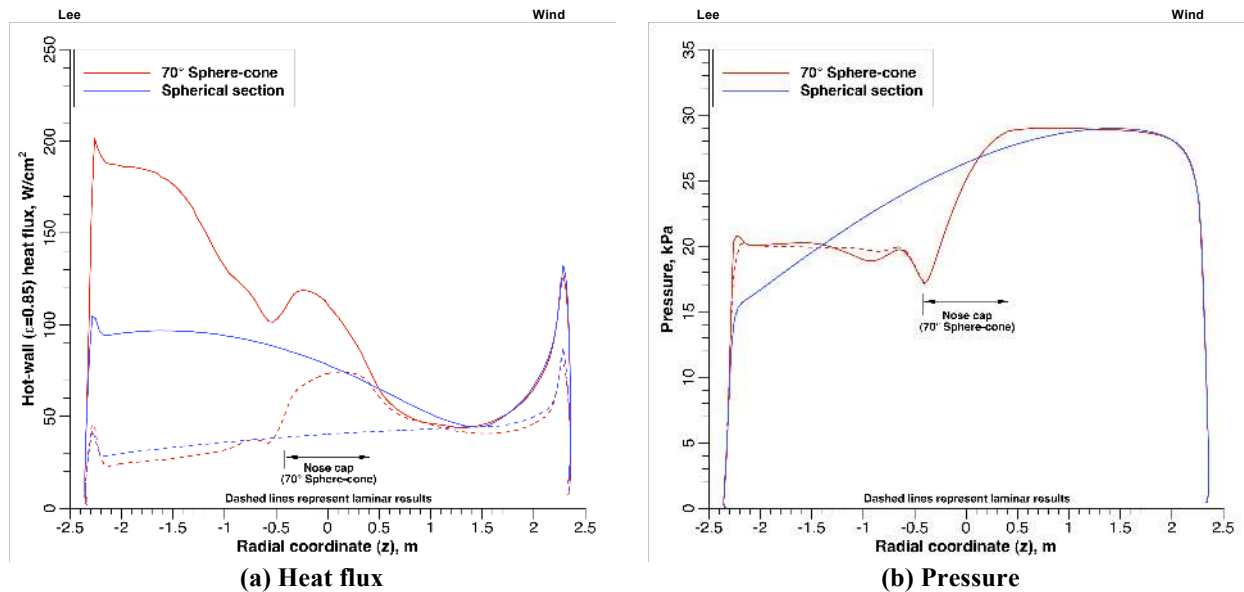 Lee Wind
250
200
150
100
50
0
Hot-wall (ε=0.85) heat flux, W/cm²
70° Sphere-cone
Spherical section
Nose cap
(70° Sphere-cone)
Dashed lines represent laminar results
-2.5 -2 -1.5 -1 -0.5 0 0.5 1 1.5 2 2.5
Radial coordinate (z), m
(a) Heat flux
Lee Wind
35
30
25
20
15
10
5
0
Pressure, kPa
70° Sphere-cone
Spherical section
Nose cap
(70° Sphere-cone)
Dashed lines represent laminar results
-2.5 -2 -1.5 -1 -0.5 0 0.5 1 1.5 2 2.5
Radial coordinate (z), m
(b) Pressure